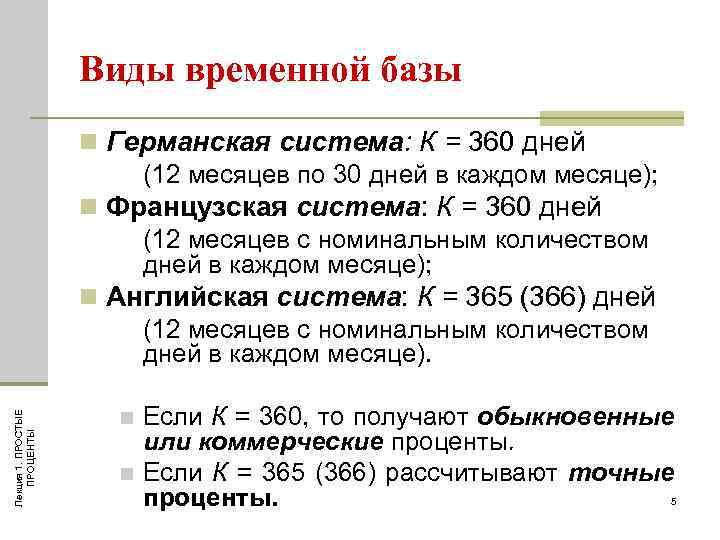 Виды временной базы
Германская система: К = 360 дней
(12 месяцев по 30 дней в каждом месяце);
Французская система: К = 360 дней
(12 месяцев с номинальным количеством
дней в каждом месяце);
Английская система: К = 365 (366) дней
(12 месяцев с номинальным количеством
дней в каждом месяце).
Если К = 360, то получают обыкновенные
или коммерческие проценты.
Если К = 365 (366) рассчитывают точные
проценты.
Лекция 1. ПРОСТЫЕ
ПРОЦЕНТЫ
5